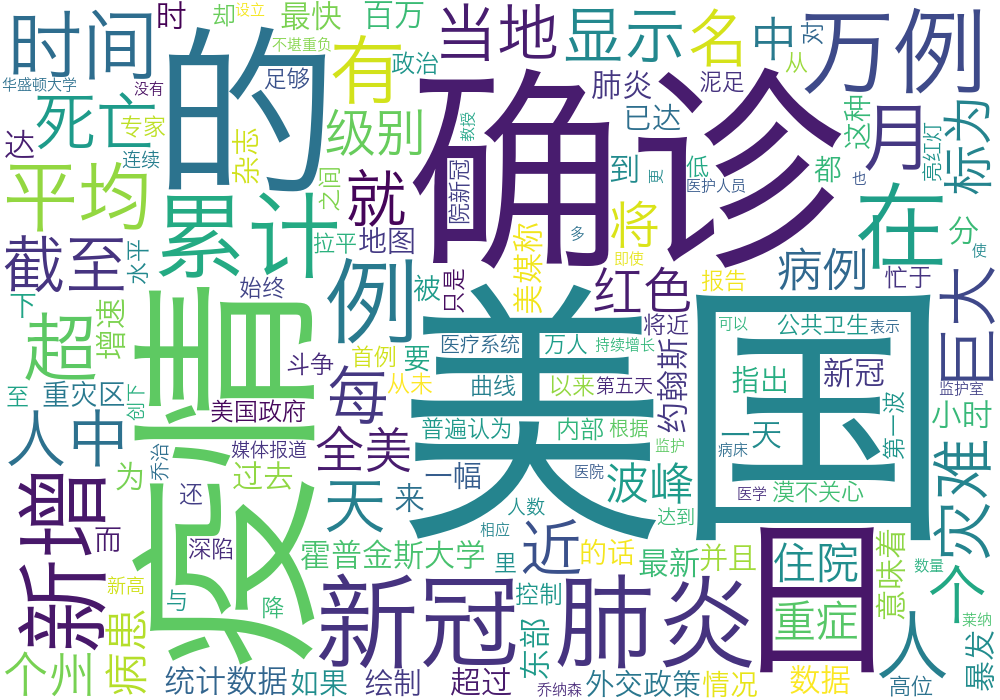 时间
的
有
当地
显示
名
中
对
万例
时
却
设立
最快
百万
不堪重负
足够
政治
华盛顿大学
没有
死亡
专家
连续
达
杂志
级别
肺炎
泥足
从
已达
这种
月
标为
亮红灯
确诊
教授
平均
累计
之间
就
院新冠
到
更
低
医护人员
都
也
在
截至
水平
拉平
地图
将
多
即使
美媒称
分
使
下
始终
例
被
只是
红色
病例
报告
忙于
巨大
疫情
超
增速
斗争
首例
要
医疗系统
万人
将近
持续增长
可以
公共卫生
表示
至
重灾区
创下
美国政府
每
从未
曲线
以来
第五天
约翰斯
指出
新冠
监护室
美国
人中
新增
媒体报道
乔治
全美
普遍认为
内部
根据
一天
第一波
小时
为
过去
一幅
监护
病床
医院
波峰
漠不关心
医学
灾难
还
天
来
人数
达到
而
深陷
相应
近
霍普金斯大学
里
的话
最新
并且
日
住院
意味着
个
数量
新高
与
降
新冠肺炎
控制
重症
人
莱纳
个州
病患
统计数据
如果
绘制
超过
东部
乔纳森
外交政策
情况
数据
高位
暴发